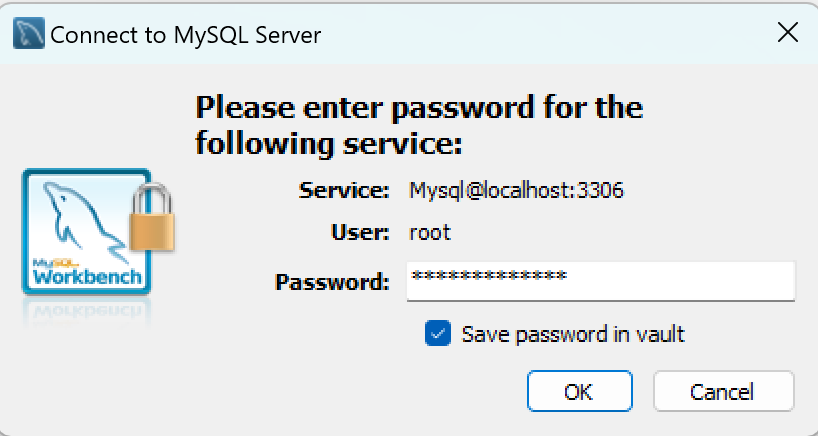 Connect to MySQL Server
Please enter password for the
following service:
Service: Mysql@localhost:3306
User: root
MySQL
Workbench
Password: *************
Save password in vault
OK Cancel